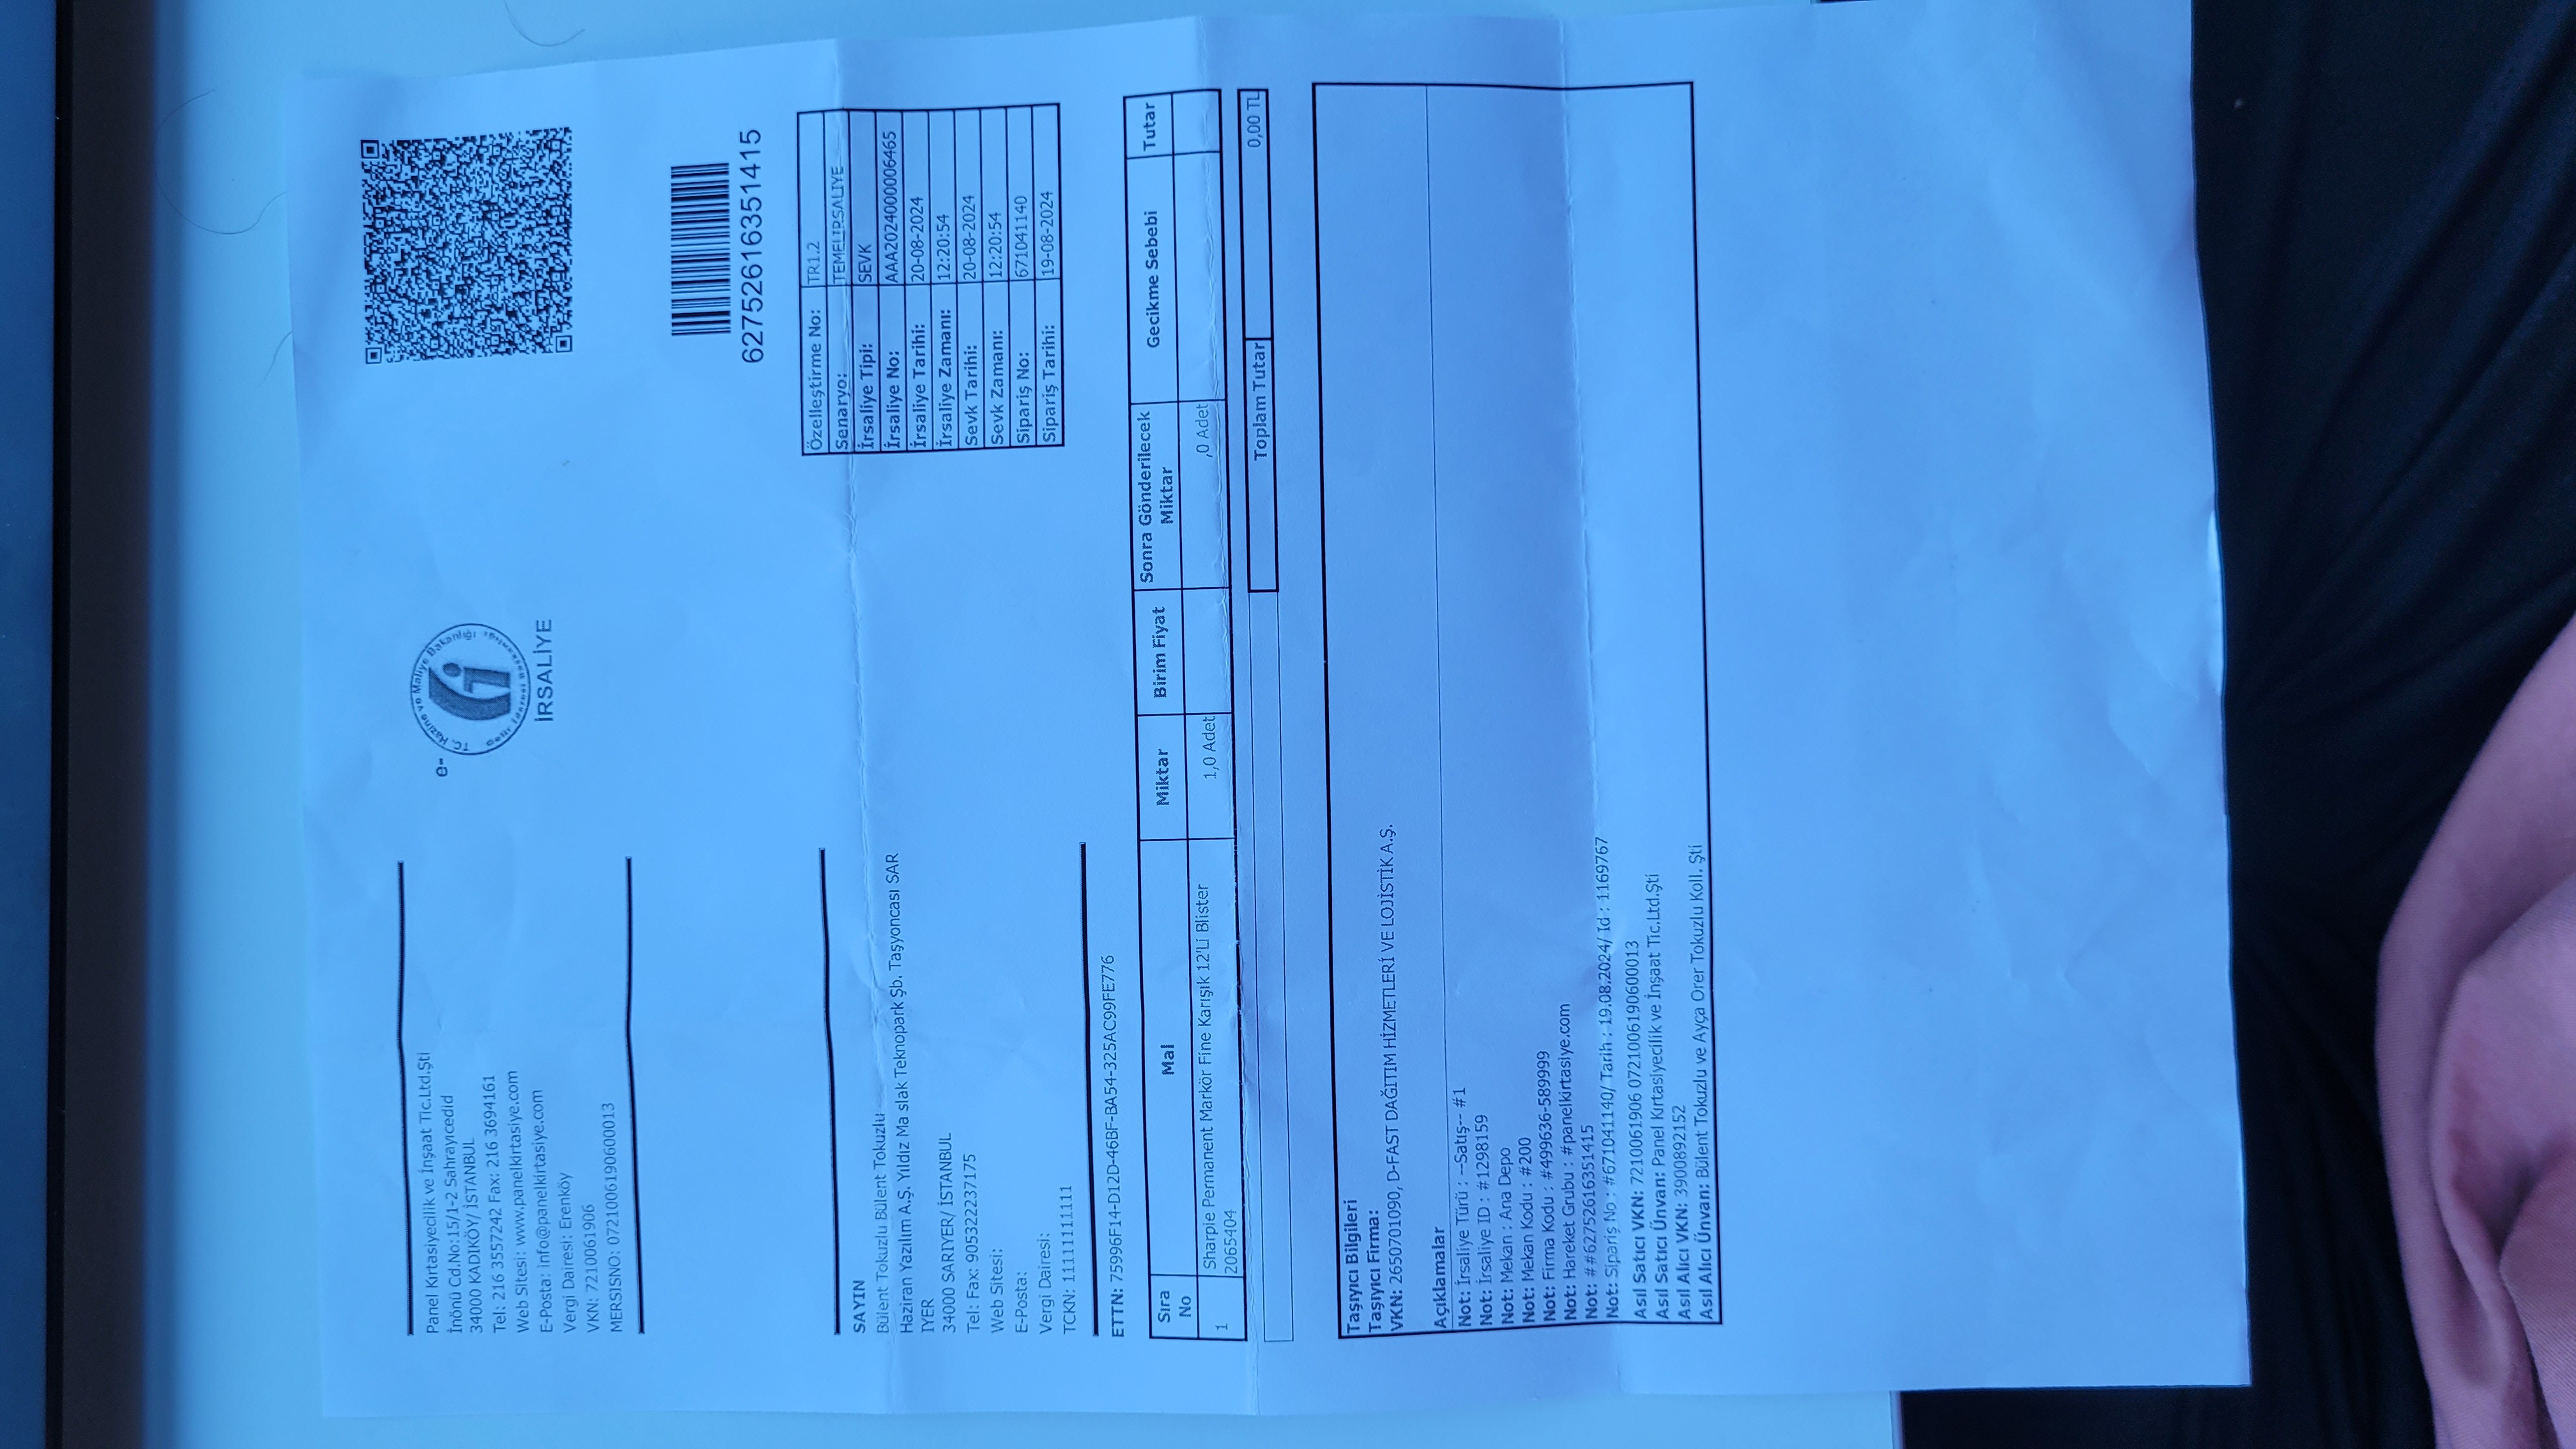 Panel Kırtasiyecilik ve İnşaat Tic.Ltd.Şti
İnönü Cd.No:15/1-2 Sahrayıcedid
34000 KADIKÖY/ İSTANBUL
Tel: 216 3557242 Fax: 216 3694161
Web Sitesi: www.panelkirtasiye.com
E-Posta: info@panelkirtasiye.com
Vergi Dairesi: Erenköy
VKN: 7210061906
MERSISNO: 0721006190600013
e-
T.C. Hazine ve Maliye Bakanlığı
Gelir İdaresi Başkanlığı
İRSALİYE
62752616351415
SAYIN
Bülent Tokuzlu Bülent Tokuzlu
Haziran Yazılım A.Ş. Yıldız Ma slak Teknopark Şb. Taşyoncası SAR
IYER
34000 SARIYER/ İSTANBUL
Tel: Fax: 905322237175
Web Sitesi:
E-Posta:
Vergi Dairesi:
TCKN: 11111111111
Özelleştirme No: TR1.2
Senaryo: TEMELIRSALIYE
İrsaliye Tipi: SEVK
İrsaliye No: AAA2024000006465
İrsaliye Tarihi: 20-08-2024
İrsaliye Zamanı: 12:20:54
Sevk Tarihi: 20-08-2024
Sevk Zamanı: 12:20:54
Sipariş No: 671041140
Sipariş Tarihi: 19-08-2024
ETTN: 75996F14-D12D-46BF-BA54-325AC99FE776
Sıra No Mal Miktar Birim Fiyat Sonra Gönderilecek Miktar Gecikme Sebebi Tutar
1 Sharpie Permanent Markör Fine Karışık 12'Li Blister 1,0 Adet ,0 Adet
2065404
Toplam Tutar 0,00 TL
Taşıyıcı Bilgileri
Taşıyıcı Firma:
VKN: 2650701090, D-FAST DAĞITIM HİZMETLERİ VE LOJİSTİK A.Ş.
Açıklamalar
Not: İrsaliye Türü : --Satış-- #1
Not: İrsaliye ID : #1298159
Not: Mekan : Ana Depo
Not: Mekan Kodu : #200
Not: Firma Kodu : #499636-589999
Not: Hareket Grubu : #panelkirtasiye.com
Not: ##62752616351415
Not: Sipariş No : #671041140/ Tarih : 19.08.2024/ Id : 1169767
Asıl Satıcı VKN: 7210061906 0721006190600013
Asıl Satıcı Ünvan: Panel Kırtasiyecilik ve İnşaat Tic.Ltd.Şti
Asıl Alıcı VKN: 3900892152
Asıl Alıcı Ünvan: Bülent Tokuzlu ve Ayça Orer Tokuzlu Koll. Şti